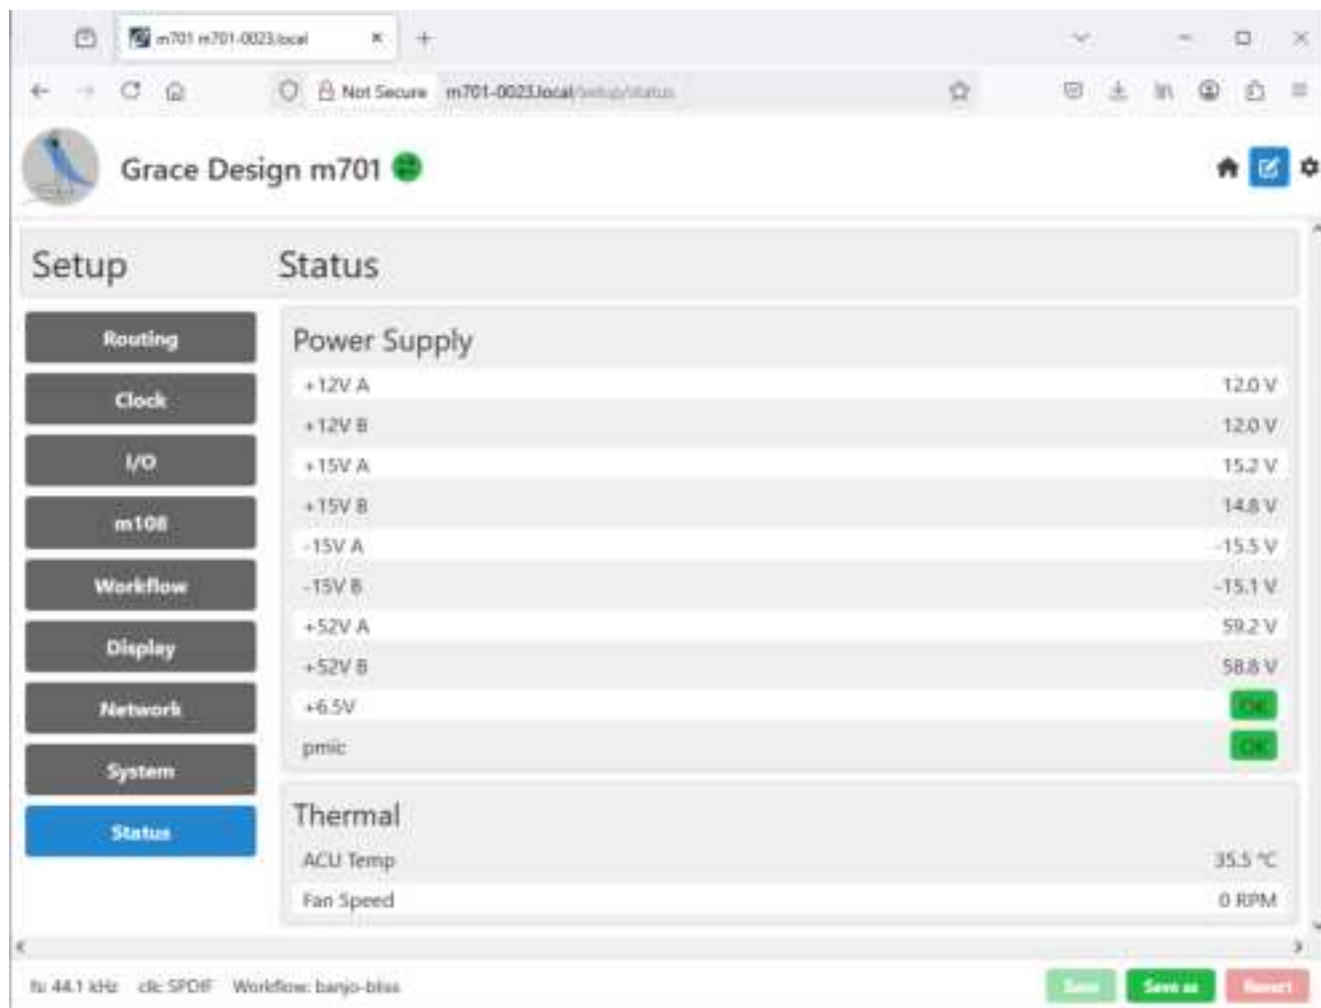 m701 m701-0023.local
Not Secure m701-0023.local/setup/status
Grace Design m701
Setup
Status
Routing
Clock
I/O
m108
Workflow
Display
Network
System
Status
Power Supply
+12V A 12.0 V
+12V B 12.0 V
+15V A 15.2 V
+15V B 14.8 V
-15V A -15.5 V
-15V B -15.1 V
+52V A 59.2 V
+52V B 58.8 V
+6.5V OK
pmic OK
Thermal
ACU Temp 35.5 °C
Fan Speed 0 RPM
fs: 44.1 kHz clk: SPDIF Workflow: banjo-bliss
Save Save as Revert